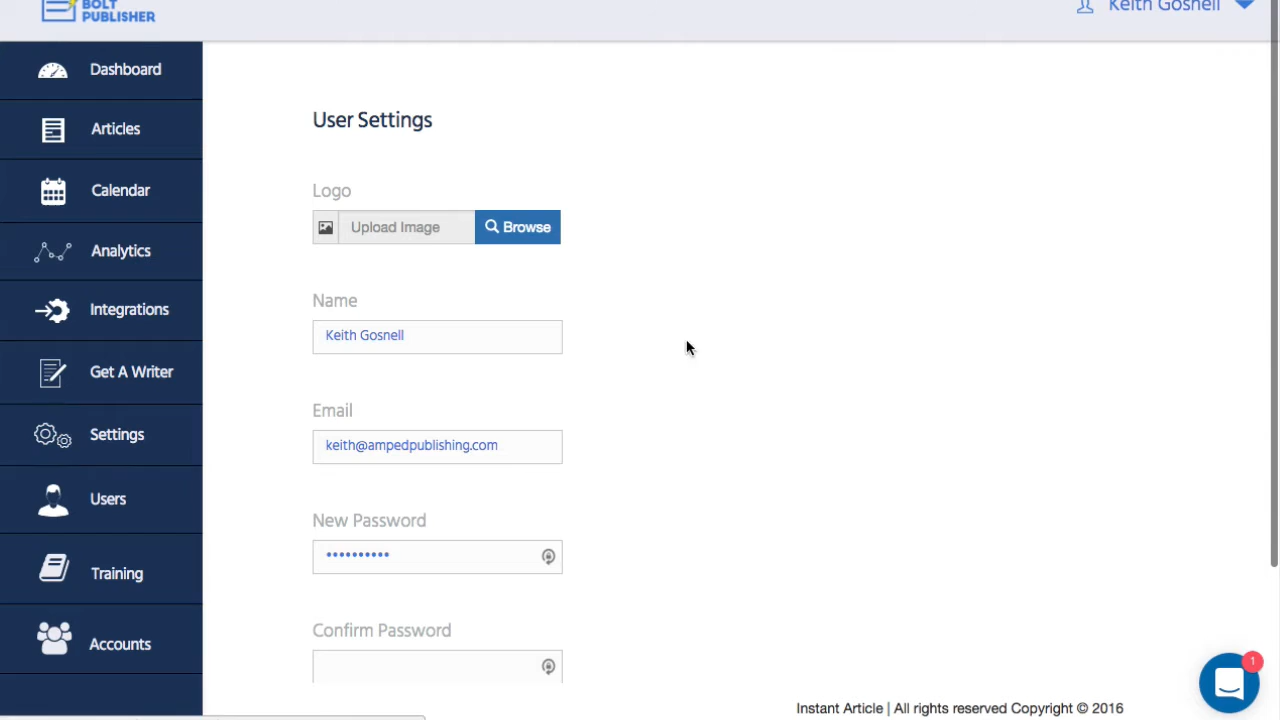 BOLT
PUBLISHER
Keith Gosnell
Dashboard
Articles
Calendar
Analytics
Integrations
Get A Writer
Settings
Users
Training
Accounts
User Settings
Logo
Upload Image
Browse
Name
Keith Gosnell
Email
keith@ampedpublishing.com
New Password
••••••••••
Confirm Password
1
Instant Article | All rights reserved Copyright © 2016